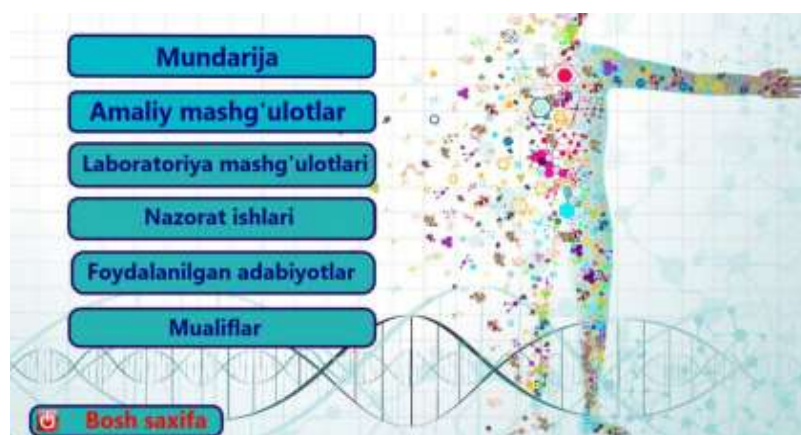 Mundarija
Amaliy mashg'ulotlar
Laboratoriya mashg'ulotlari
Nazorat ishlari
Foydalanilgan adabiyotlar
Mualiflar
Bosh saxifa